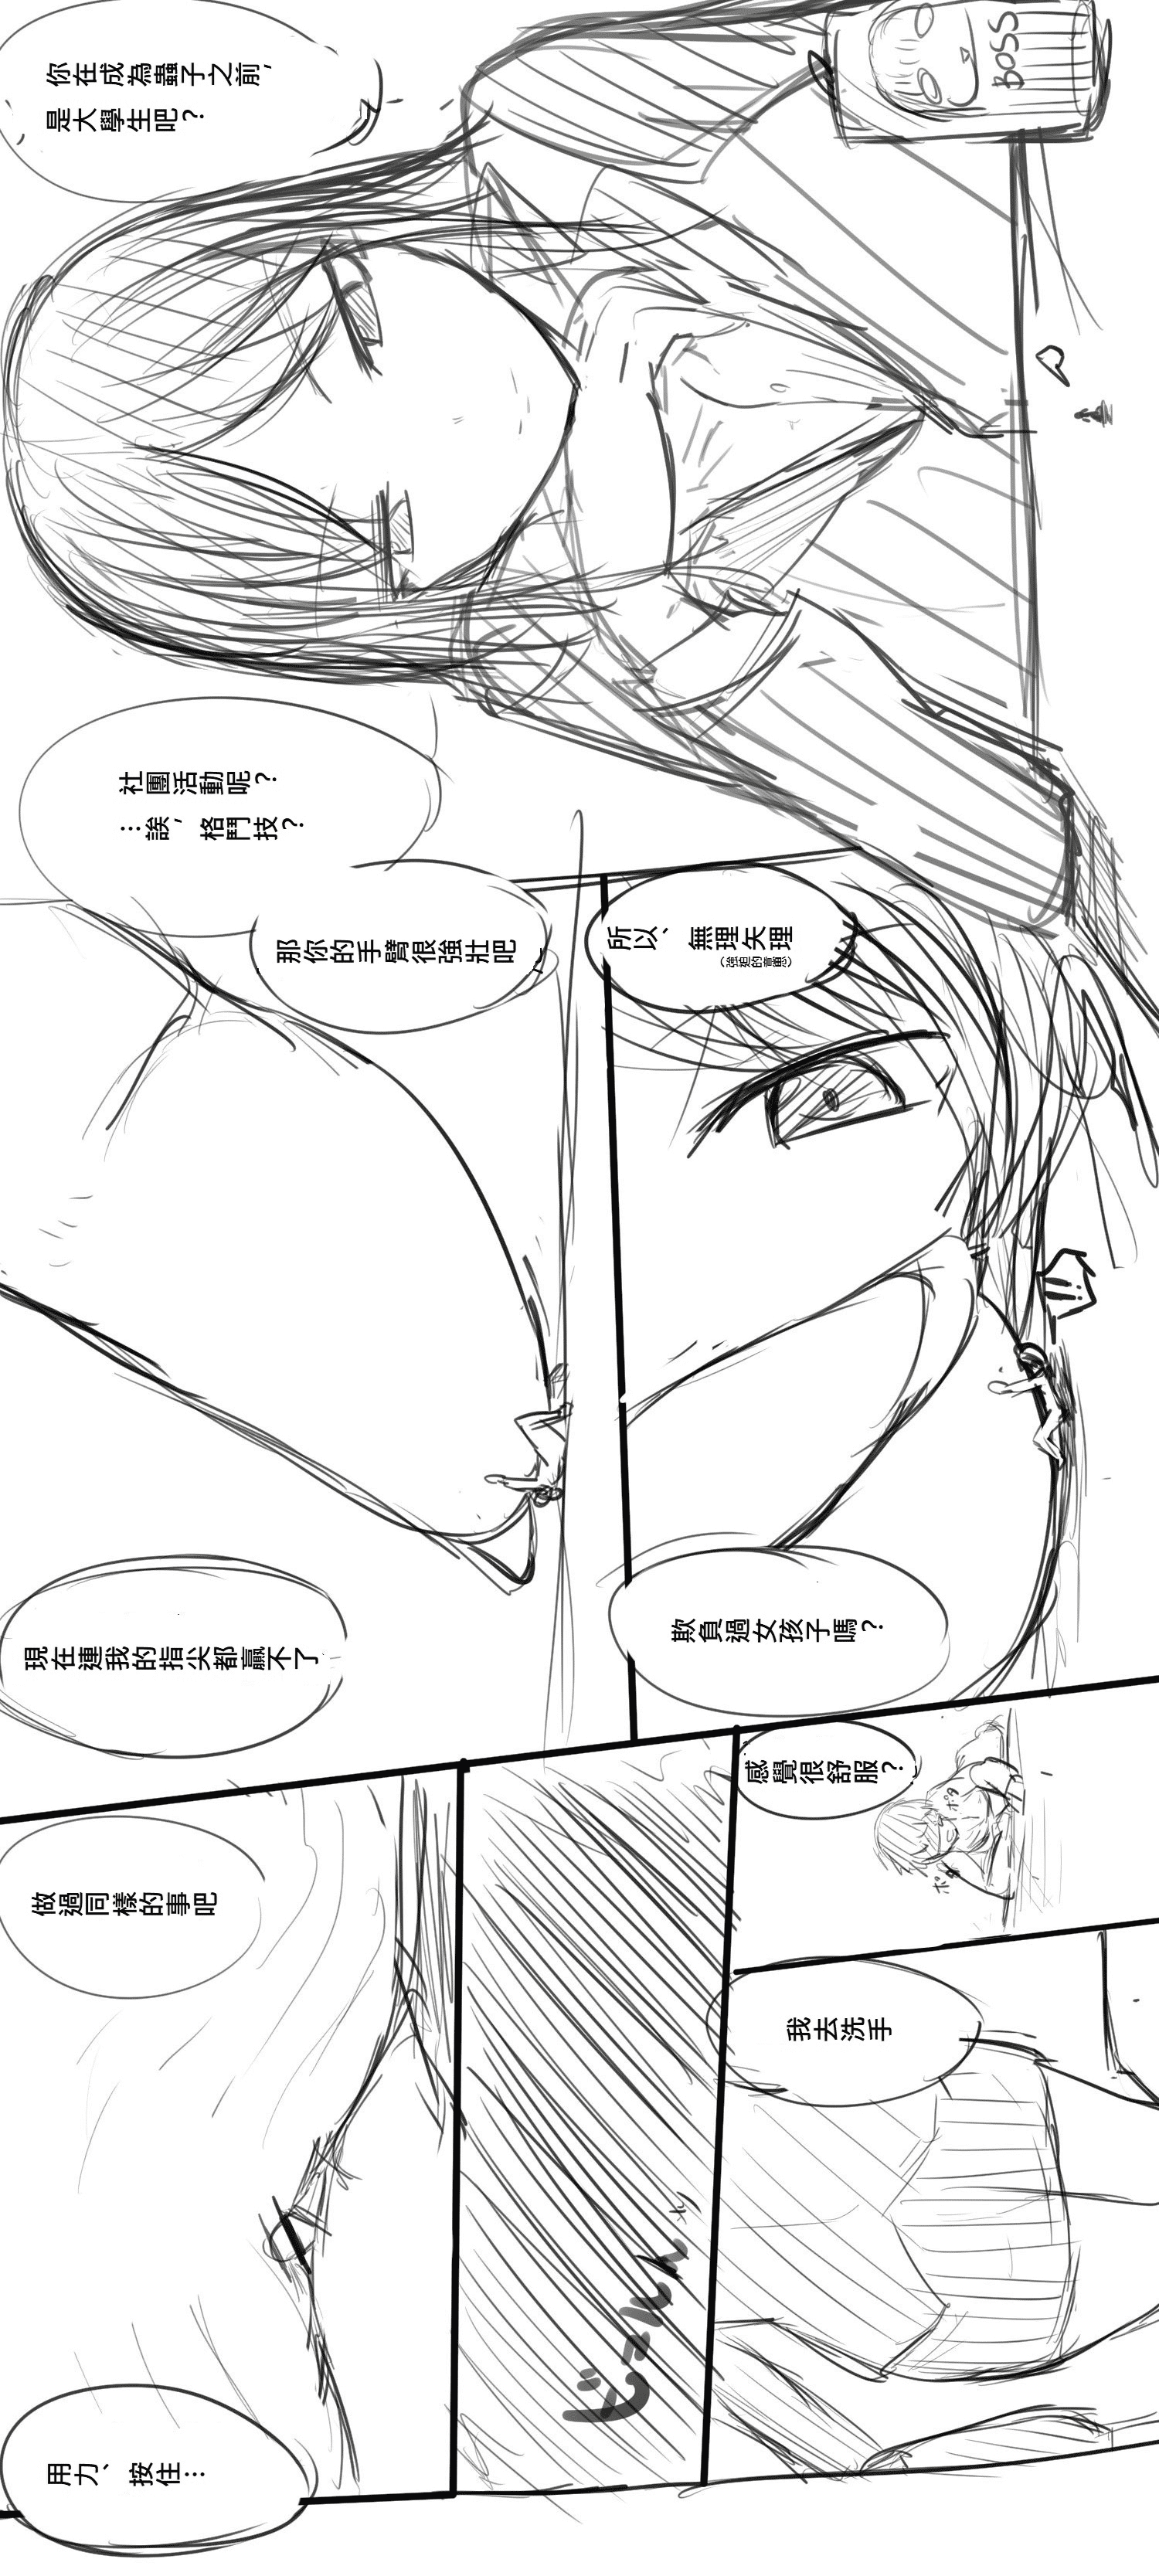 BOSS
你在成為蟲子之前，
是大學生吧？
社團活動呢？
…誒，格鬥技？
那你的手臂很強壯吧
現在連我的指尖都贏不了
所以、無理矢理
（強迫的意思）
欺負過女孩子嗎？
做過同樣的事吧
用力、按住…
じっ
感覺很舒服？
我去洗手